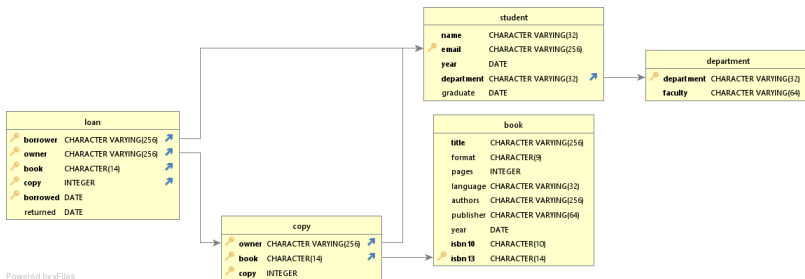 student
name CHARACTER VARYING(32)
email CHARACTER VARYING(256)
year DATE
department CHARACTER VARYING(32)
graduate DATE
department
department CHARACTER VARYING(32)
faculty CHARACTER VARYING(64)
loan
borrower CHARACTER VARYING(256)
owner CHARACTER VARYING(256)
book CHARACTER(14)
copy INTEGER
borrowed DATE
returned DATE
book
title CHARACTER VARYING(256)
format CHARACTER(9)
pages INTEGER
language CHARACTER VARYING(32)
authors CHARACTER VARYING(256)
publisher CHARACTER VARYING(64)
year DATE
isbn10 CHARACTER(10)
isbn13 CHARACTER(14)
copy
owner CHARACTER VARYING(256)
book CHARACTER(14)
copy INTEGER
Powered by yFiles